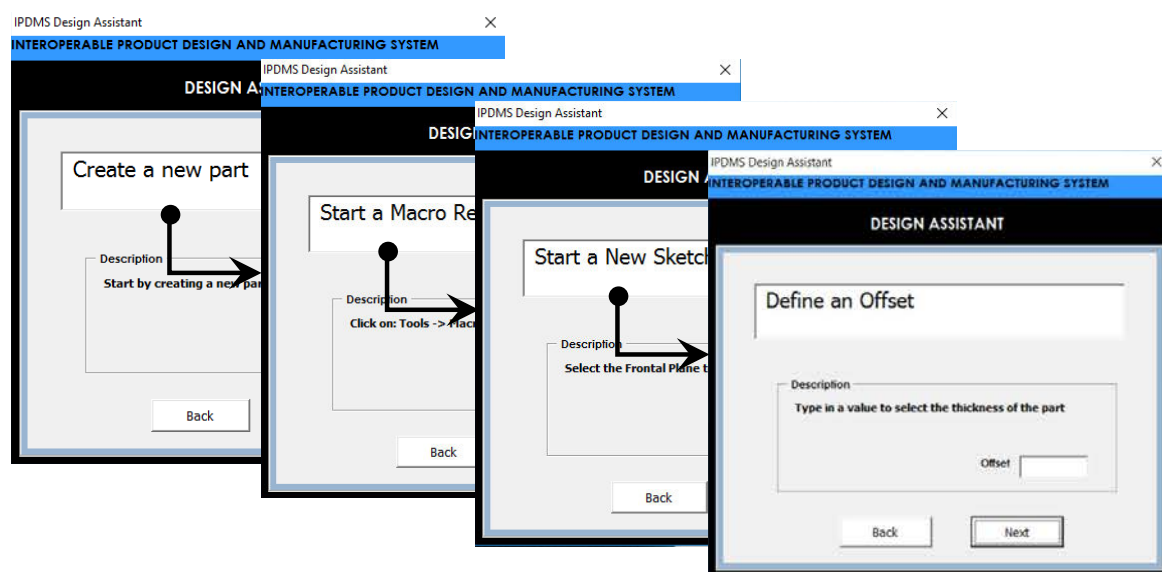 IPDMS Design Assistant
INTEROPERABLE PRODUCT DESIGN AND MANUFACTURING SYSTEM
DESIGN
Create a new part
Description
Start by creating a new
Back
IPDMS Design Assistant
INTEROPERABLE PRODUCT DESIGN AND MANUFACTURING SYSTEM
Start a Macro
Description
Click on: Tools ->
Back
IPDMS Design Assistant
INTEROPERABLE PRODUCT DESIGN AND MANUFACTURING SYSTEM
DESIGN
Start a New Sketch
Description
Select the Frontal Plane
Back
IPDMS Design Assistant
INTEROPERABLE PRODUCT DESIGN AND MANUFACTURING SYSTEM
DESIGN ASSISTANT
Define an Offset
Description
Type in a value to select the thickness of the part
Offset
Back Next